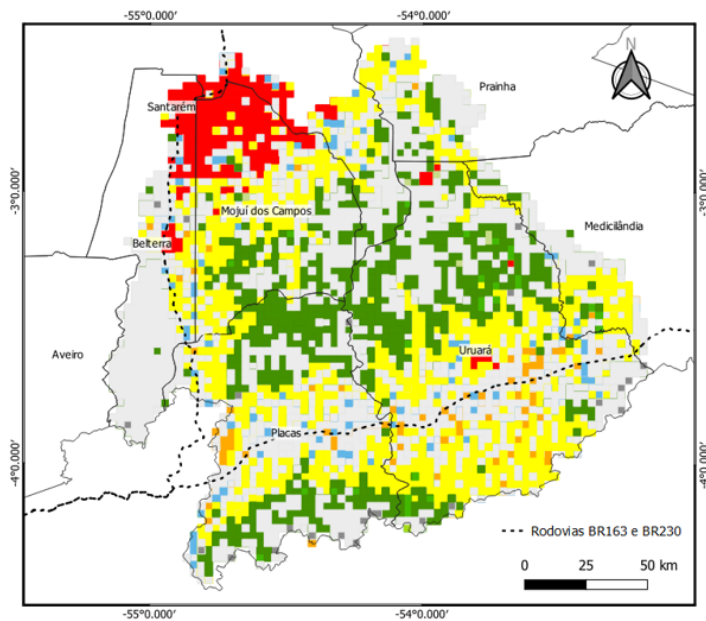 -55°0.000' -54°0.000'
N
Prainha
Santarém
-3°0.000' -3°0.000'
Mojuí dos Campos
Medicilândia
Belterra
Aveiro
Uruará
Placas
-4°0.000' -4°0.000'
Rodovias BR163 e BR230
0 25 50 km
-55°0.000' -54°0.000'